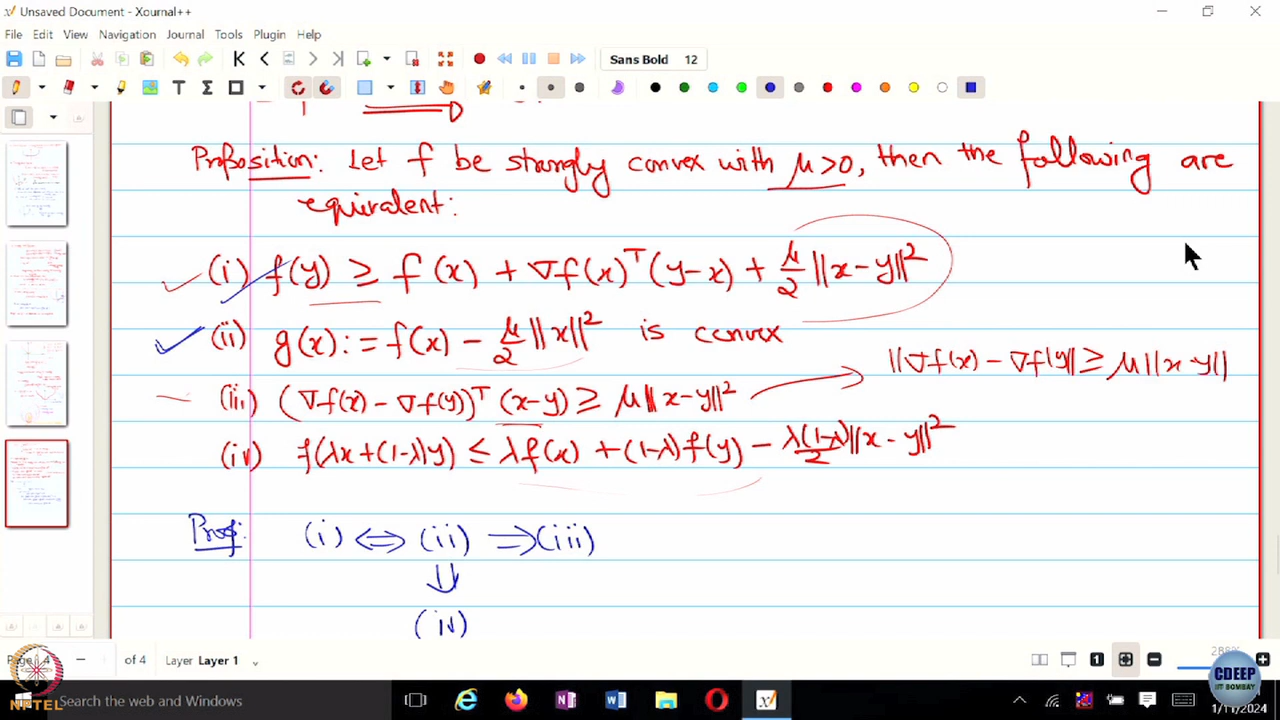 Unsaved Document - Xournal++
File Edit View Navigation Journal Tools Plugin Help
Sans Bold 12
Proposition: Let f be strongly convex with μ>0, then the following are
equivalent:
(i) f(y) ≥ f(x) + ∇f(x)ᵀ(y-x) + μ/2 ||x-y||²
(ii) g(x) := f(x) - μ/2 ||x||² is convex
||∇f(x) - ∇f(y)|| ≥ μ||x-y||
(iii) (∇f(x) - ∇f(y))ᵀ (x-y) ≥ μ||x-y||²
(iv) f(λx+(1-λ)y) ≤ λf(x) + (1-λ)f(y) - λ(1-λ)/2 ||x-y||²
Proof: (i) ⇔ (ii) ⇒ (iii)
⇓
(iv)
of 4 Layer Layer 1
288%
Search the web and Windows
NPTEL
CDEEP
IIT BOMBAY
1/11/2024